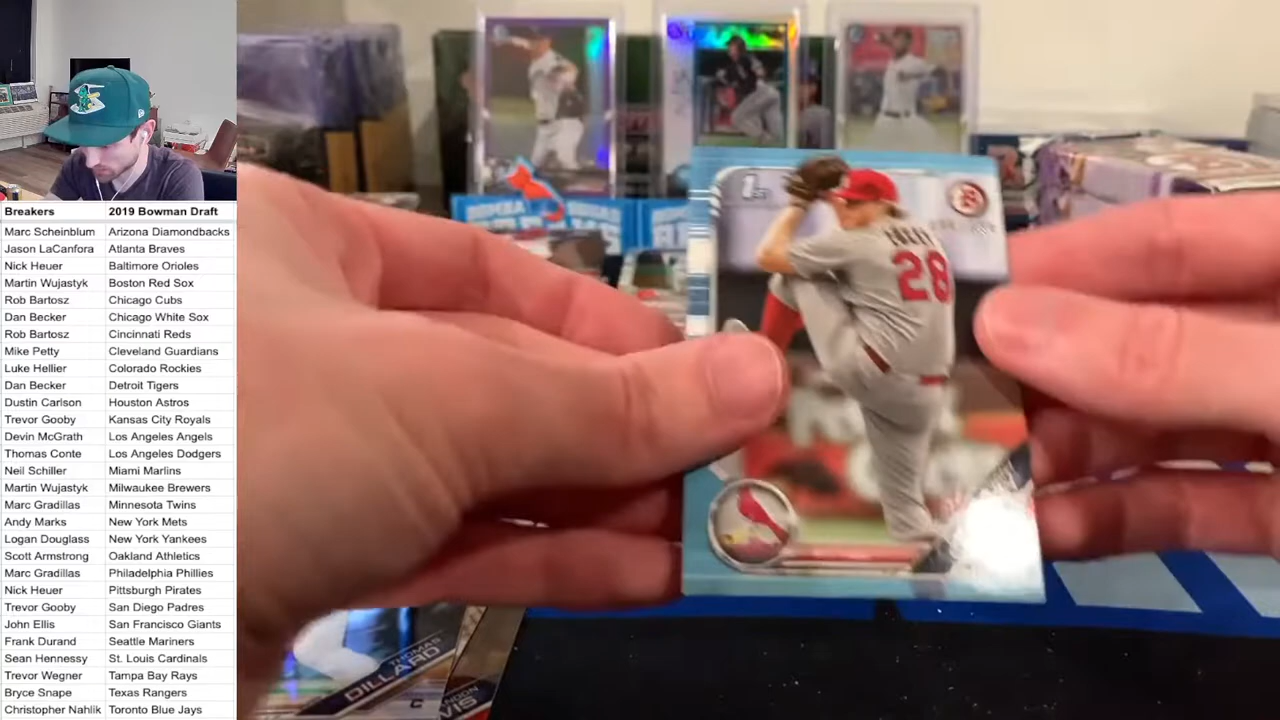 Breakers 2019 Bowman Draft
Marc Scheinblum Arizona Diamondbacks
Jason LaCanfora Atlanta Braves
Nick Heuer Baltimore Orioles
Martin Wujastyk Boston Red Sox
Rob Bartosz Chicago Cubs
Dan Becker Chicago White Sox
Rob Bartosz Cincinnati Reds
Mike Petty Cleveland Guardians
Luke Hellier Colorado Rockies
Dan Becker Detroit Tigers
Dustin Carlson Houston Astros
Trevor Gooby Kansas City Royals
Devin McGrath Los Angeles Angels
Thomas Conte Los Angeles Dodgers
Neil Schiller Miami Marlins
Martin Wujastyk Milwaukee Brewers
Marc Gradillas Minnesota Twins
Andy Marks New York Mets
Logan Douglass New York Yankees
Scott Armstrong Oakland Athletics
Marc Gradillas Philadelphia Phillies
Nick Heuer Pittsburgh Pirates
Trevor Gooby San Diego Padres
John Ellis San Francisco Giants
Frank Durand Seattle Mariners
Sean Hennessy St. Louis Cardinals
Trevor Wegner Tampa Bay Rays
Bryce Snape Texas Rangers
Christopher Nahlik Toronto Blue Jays
1ST
28
THOMAS
DILLARD
C